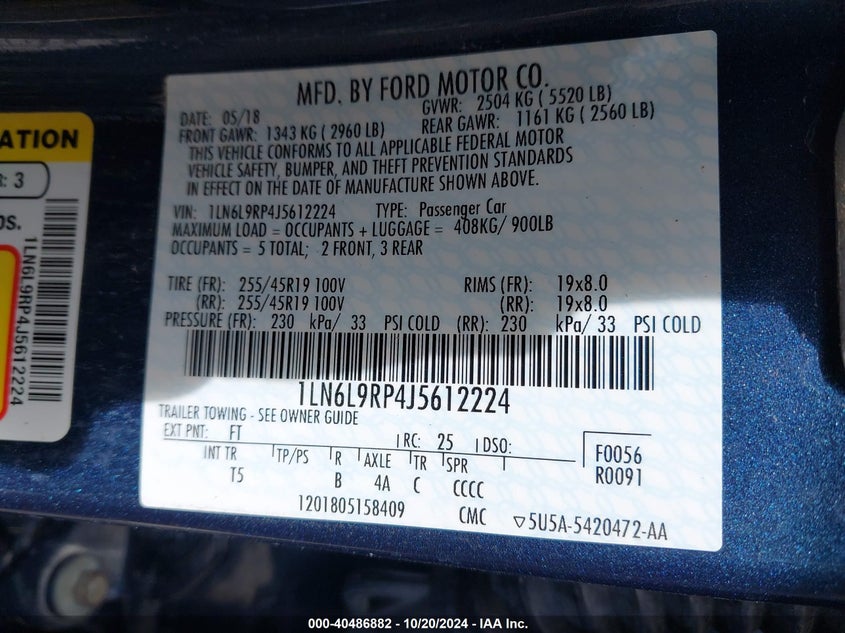 MFD. BY FORD MOTOR CO.
DATE: 05/18
GVWR: 2504 KG ( 5520 LB)
FRONT GAWR: 1343 KG ( 2960 LB)
REAR GAWR: 1161 KG ( 2560 LB)
THIS VEHICLE CONFORMS TO ALL APPLICABLE FEDERAL MOTOR
VEHICLE SAFETY, BUMPER, AND THEFT PREVENTION STANDARDS
IN EFFECT ON THE DATE OF MANUFACTURE SHOWN ABOVE.
VIN: 1LN6L9RP4J5612224 TYPE: Passenger Car
MAXIMUM LOAD = OCCUPANTS + LUGGAGE = 408KG/ 900LB
OCCUPANTS = 5 TOTAL; 2 FRONT, 3 REAR
TIRE (FR): 255/45R19 100V RIMS (FR): 19x8.0
(RR): 255/45R19 100V (RR): 19x8.0
PRESSURE (FR): 230 kPa/ 33 PSI COLD (RR): 230 kPa/ 33 PSI COLD
1LN6L9RP4J5612224
TRAILER TOWING - SEE OWNER GUIDE
EXT PNT: FT RC: 25 DSO:
F0056
R0091
INT TR TP/PS R AXLE TR SPR
T5 B 4A C CCCC
1201805158409 CMC ▽5U5A-5420472-AA
ATION
R: 3
OS.
1LN6L9RP4J5612224
000-40486882 - 10/20/2024 - IAA Inc.